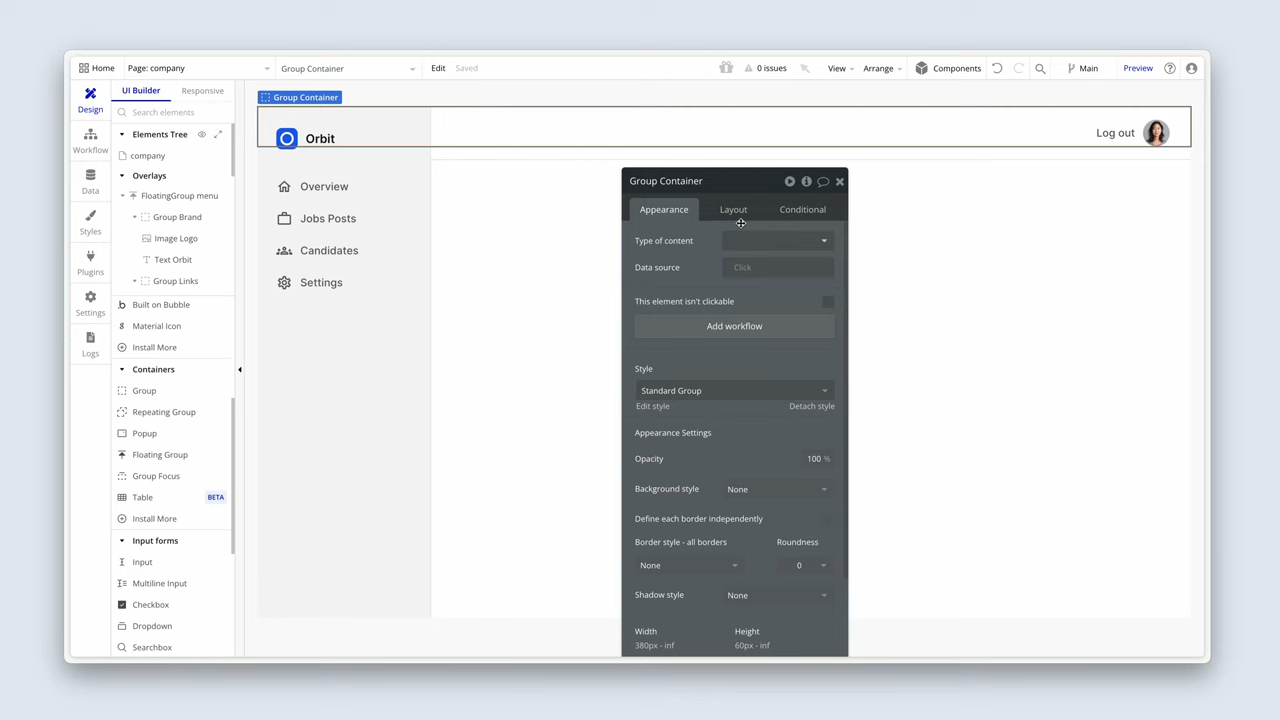 Home
Page: company
Group Container
Edit
Saved
0 issues
View
Arrange
Components
Main
Preview
Design
Workflow
Data
Styles
Plugins
Settings
Logs
UI Builder
Responsive
Search elements
Elements Tree
company
Overlays
FloatingGroup menu
Group Brand
Image Logo
Text Orbit
Group Links
Built on Bubble
Material Icon
Install More
Containers
Group
Repeating Group
Popup
Floating Group
Group Focus
Table BETA
Install More
Input forms
Input
Multiline Input
Checkbox
Dropdown
Searchbox
Group Container
Orbit
Log out
Overview
Jobs Posts
Candidates
Settings
Group Container
Appearance Layout Conditional
Type of content
Data source Click
This element isn't clickable
Add workflow
Style
Standard Group
Edit style Detach style
Appearance Settings
Opacity 100 %
Background style None
Define each border independently
Border style - all borders Roundness
None 0
Shadow style None
Width Height
380px - inf 60px - inf